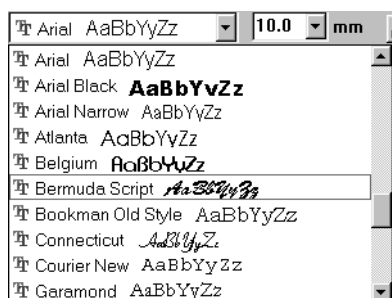 Arial AaBbYyZz 10.0 mm
Arial AaBbYyZz
Arial Black AaBbYyZz
Arial Narrow AaBbYyZz
Atlanta AaBbYyZz
Belgium AaBbYyZz
Bermuda Script AaBbYyZz
Bookman Old Style AaBbYyZz
Connecticut AaBbYyZz
Courier New AaBbYyZz
Garamond AaBbYyZz